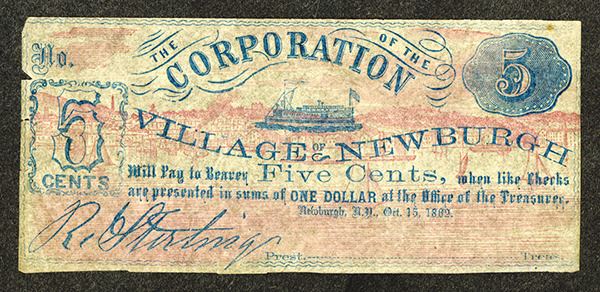 No.
THE CORPORATION OF THE
5
5
CENTS
VILLAGE OF NEWBURGH
Will Pay to Bearer Five Cents, when like Checks
are presented in sums of ONE DOLLAR at the Office of the Treasurer.
Newburgh, N.Y., Oct. 15, 1862.
Prest. Treas.